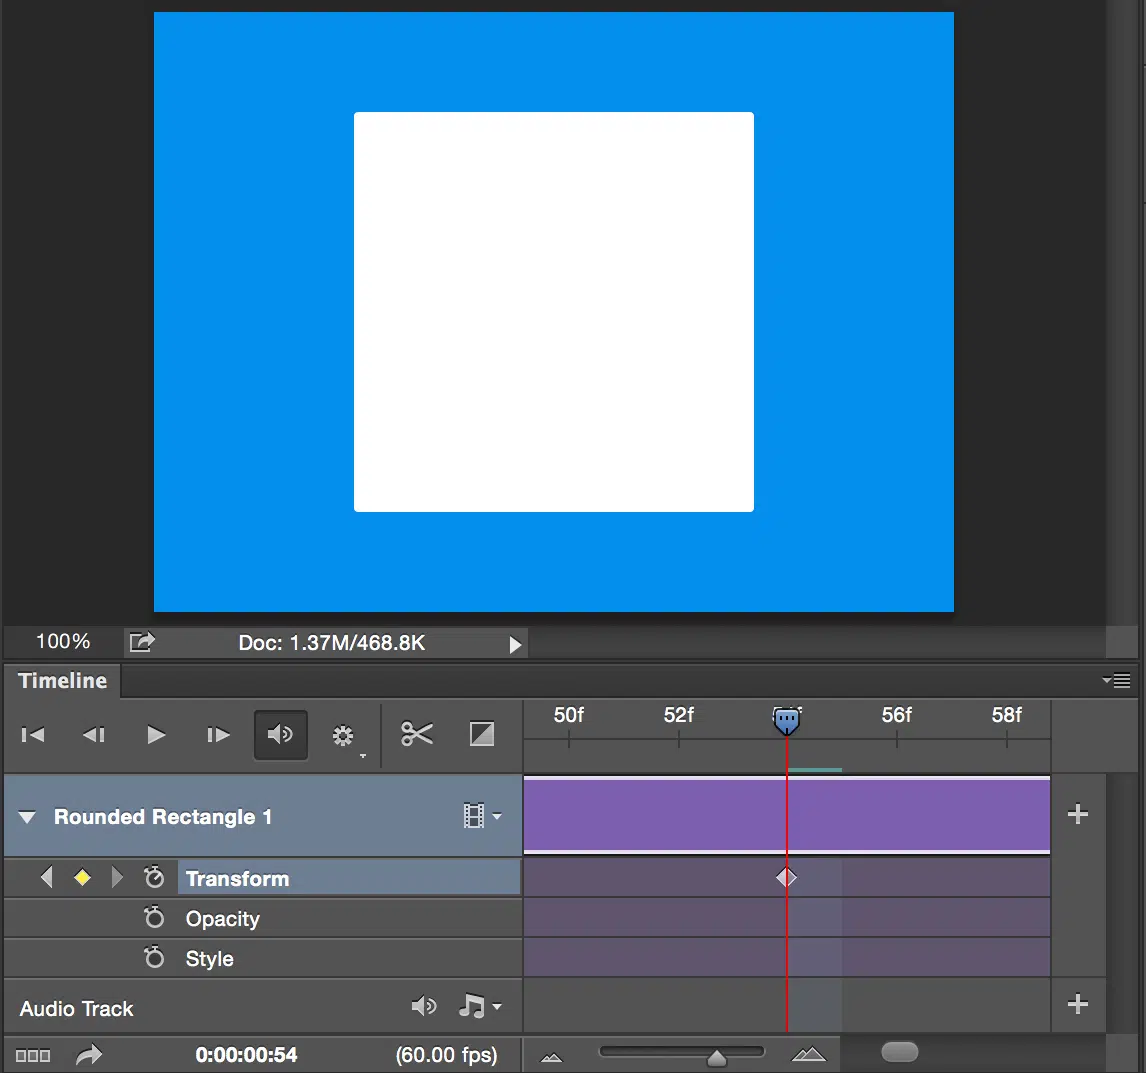 100%
Doc: 1.37M/468.8K
Timeline
50f 52f 56f 58f
Rounded Rectangle 1
Transform
Opacity
Style
Audio Track
0:00:00:54 (60.00 fps)